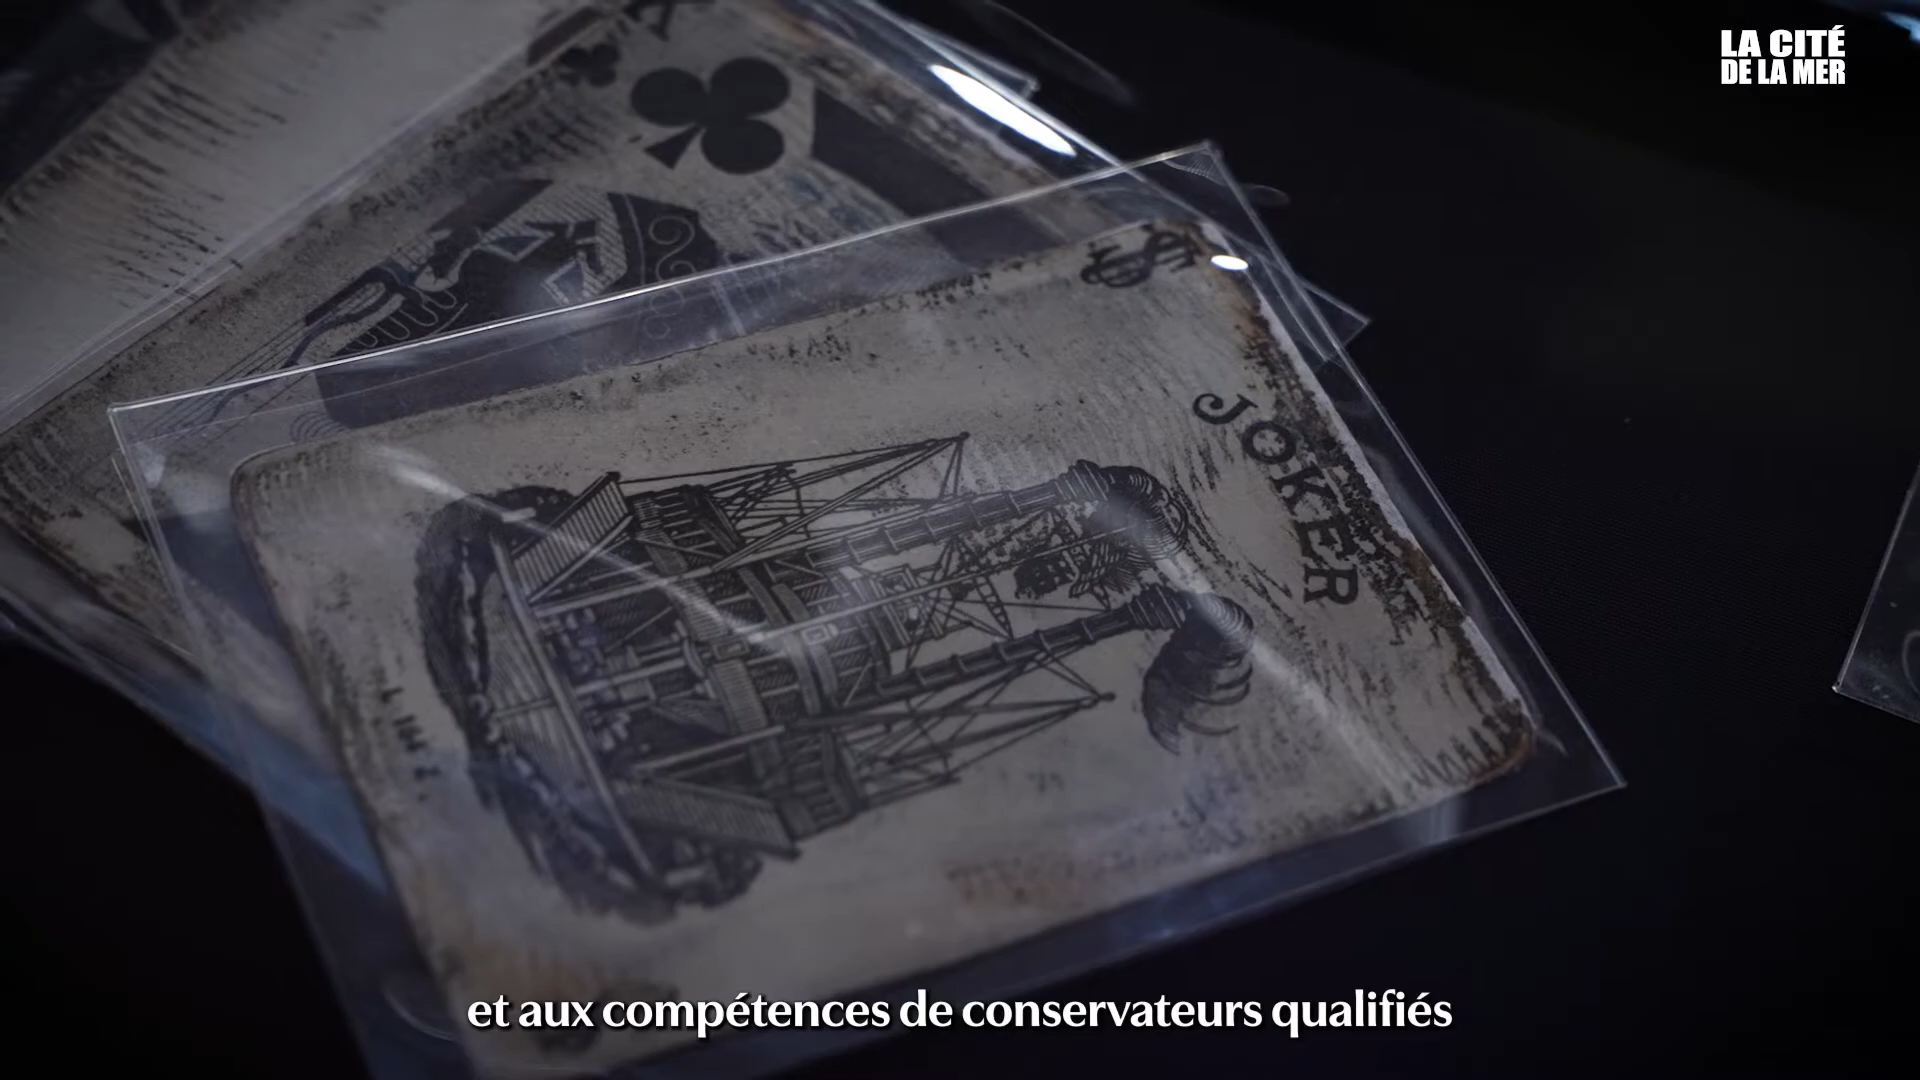 LA CITÉ
DE LA MER
JOKER
et aux compétences de conservateurs qualifiés